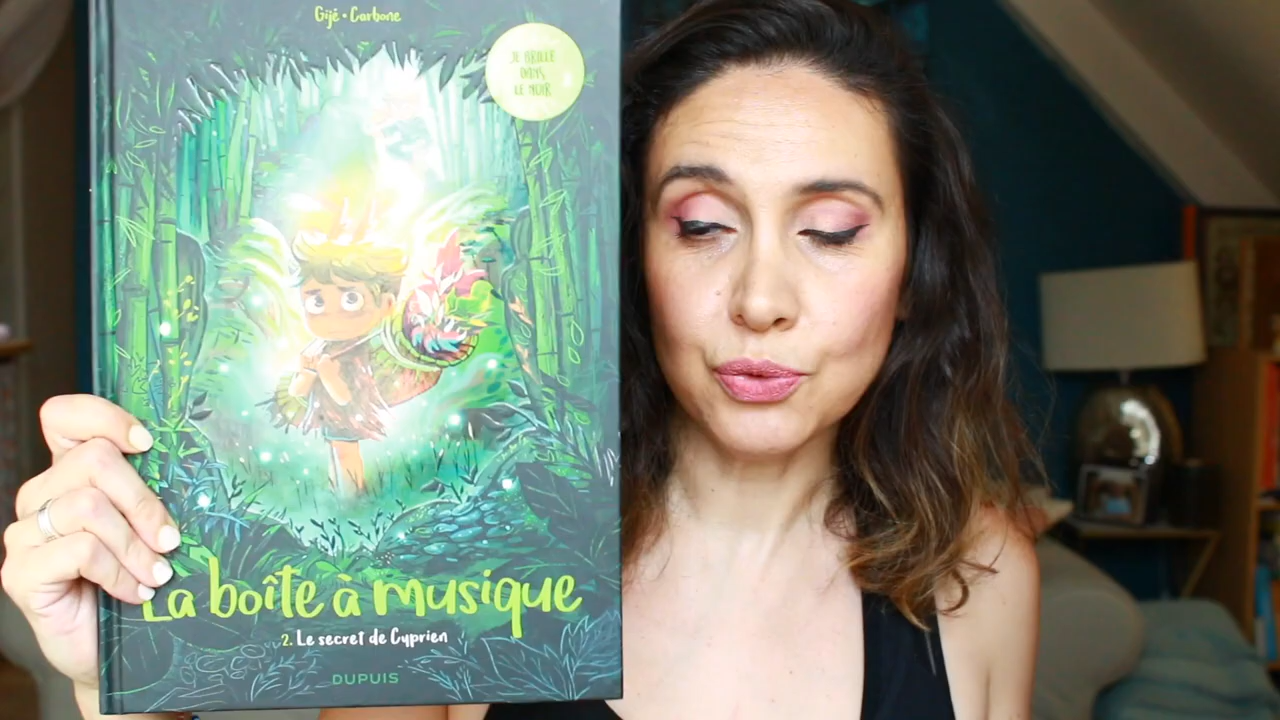 Gijé • Carbone
JE BRILLE
DANS
LE NOIR
La boîte à musique
2. Le secret de Cyprien
DUPUIS